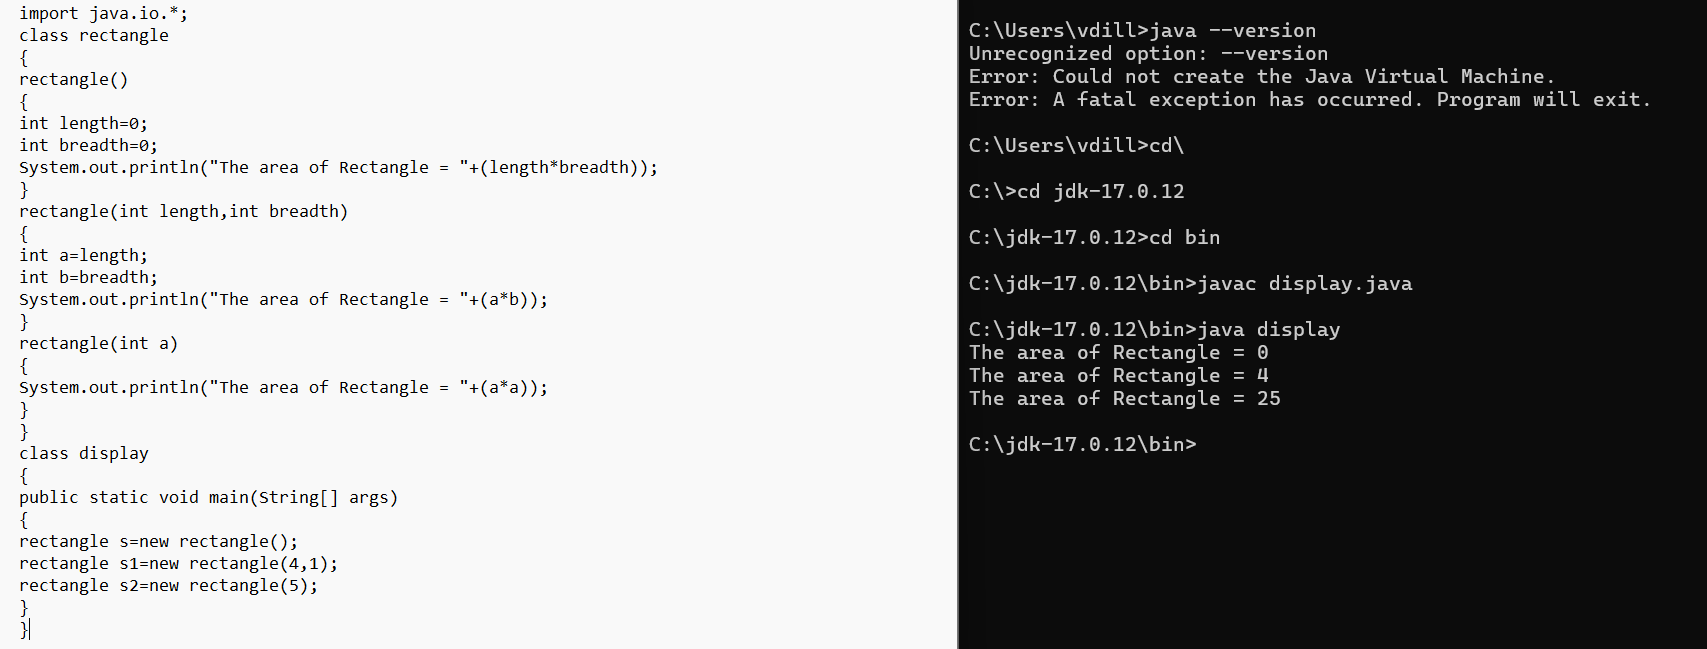 import java.io.*;
class rectangle
{
rectangle()
{
int length=0;
int breadth=0;
System.out.println("The area of Rectangle = "+(length*breadth));
}
rectangle(int length,int breadth)
{
int a=length;
int b=breadth;
System.out.println("The area of Rectangle = "+(a*b));
}
rectangle(int a)
{
System.out.println("The area of Rectangle = "+(a*a));
}
}
class display
{
public static void main(String[] args)
{
rectangle s=new rectangle();
rectangle s1=new rectangle(4,1);
rectangle s2=new rectangle(5);
}
}
C:\Users\vdill>java --version
Unrecognized option: --version
Error: Could not create the Java Virtual Machine.
Error: A fatal exception has occurred. Program will exit.
C:\Users\vdill>cd\
C:\>cd jdk-17.0.12
C:\jdk-17.0.12>cd bin
C:\jdk-17.0.12\bin>javac display.java
C:\jdk-17.0.12\bin>java display
The area of Rectangle = 0
The area of Rectangle = 4
The area of Rectangle = 25
C:\jdk-17.0.12\bin>